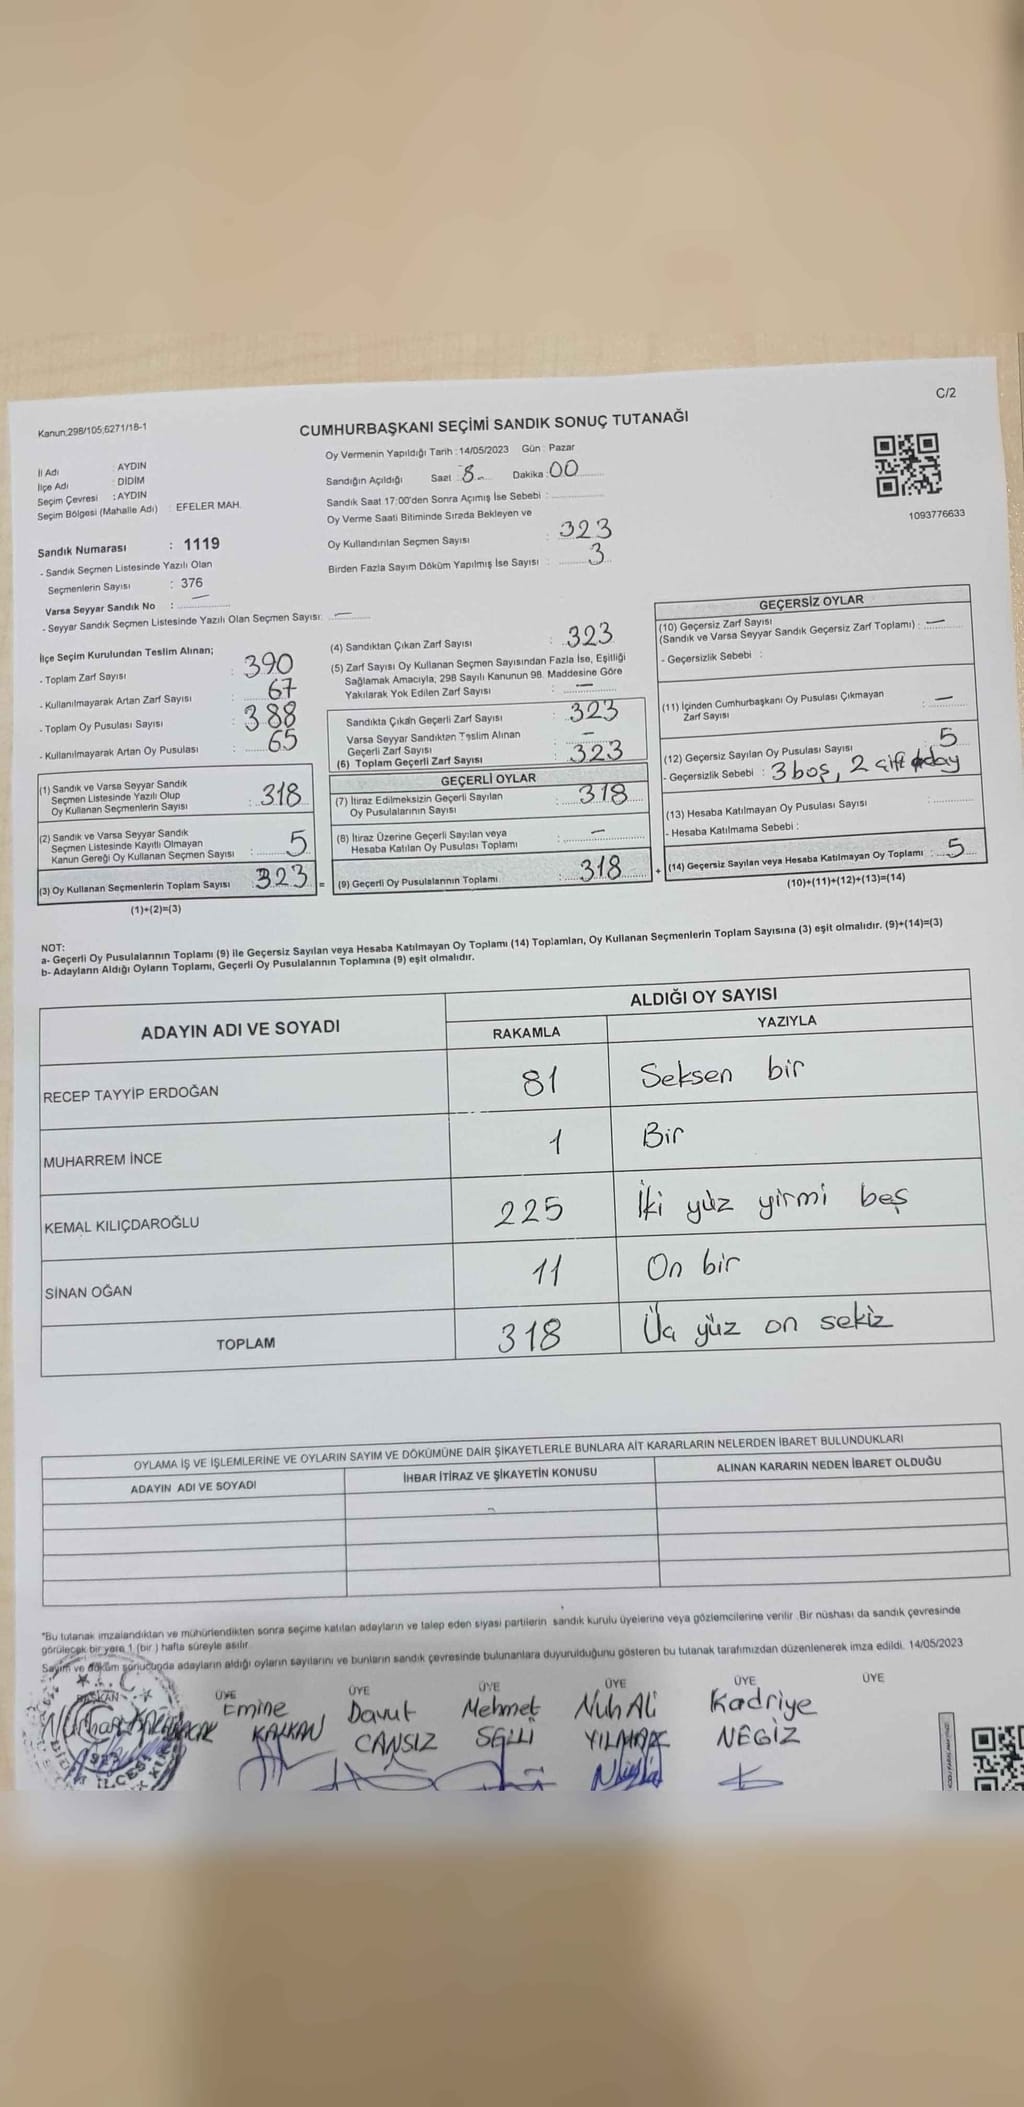 C/2
Kanun:298/105;6271/18-1
CUMHURBAŞKANI SEÇİMİ SANDIK SONUÇ TUTANAĞI
İl Adı : AYDIN
İlçe Adı : DİDİM
Seçim Çevresi : AYDIN
Seçim Bölgesi (Mahalle Adı) : EFELER MAH.
Oy Vermenin Yapıldığı Tarih : 14/05/2023 Gün : Pazar
Sandığın Açıldığı Saat : 8 Dakika : 00
Sandık Saat 17:00'den Sonra Açımış İse Sebebi :
Oy Verme Saati Bitiminde Sırada Bekleyen ve
Oy Kullandırılan Seçmen Sayısı : 323
Birden Fazla Sayım Döküm Yapılmış İse Sayısı : 3
1093776633
Sandık Numarası : 1119
- Sandık Seçmen Listesinde Yazılı Olan
Seçmenlerin Sayısı : 376
Varsa Seyyar Sandık No : —
- Seyyar Sandık Seçmen Listesinde Yazılı Olan Seçmen Sayısı: —
İlçe Seçim Kurulundan Teslim Alınan;
- Toplam Zarf Sayısı : 390
- Kullanılmayarak Artan Zarf Sayısı : 67
- Toplam Oy Pusulası Sayısı : 388
- Kullanılmayarak Artan Oy Pusulası : 65
(1) Sandık ve Varsa Seyyar Sandık
Seçmen Listesinde Yazılı Olup
Oy Kullanan Seçmenlerin Sayısı : 318
(2) Sandık ve Varsa Seyyar Sandık
Seçmen Listesinde Kayıtlı Olmayan
Kanun Gereği Oy Kullanan Seçmen Sayısı : 5
(3) Oy Kullanan Seçmenlerin Toplam Sayısı : 323 =
(1)+(2)=(3)
(4) Sandıktan Çıkan Zarf Sayısı : 323
(5) Zarf Sayısı Oy Kullanan Seçmen Sayısından Fazla İse, Eşitliği
Sağlamak Amacıyla; 298 Sayılı Kanunun 98. Maddesine Göre
Yakılarak Yok Edilen Zarf Sayısı : —
Sandıkta Çıkan Geçerli Zarf Sayısı : 323
Varsa Seyyar Sandıktan Teslim Alınan
Geçerli Zarf Sayısı : —
(6) Toplam Geçerli Zarf Sayısı : 323
GEÇERLİ OYLAR
(7) İtiraz Edilmeksizin Geçerli Sayılan
Oy Pusulalarının Sayısı : 318
(8) İtiraz Üzerine Geçerli Sayılan veya
Hesaba Katılan Oy Pusulası Toplamı : —
(9) Geçerli Oy Pusulalarının Toplamı : 318 +
GEÇERSİZ OYLAR
(10) Geçersiz Zarf Sayısı
(Sandık ve Varsa Seyyar Sandık Geçersiz Zarf Toplamı) : —
- Geçersizlik Sebebi :
(11) İçinden Cumhurbaşkanı Oy Pusulası Çıkmayan
Zarf Sayısı : —
(12) Geçersiz Sayılan Oy Pusulası Sayısı : 5
- Geçersizlik Sebebi : 3 boş, 2 çift
(13) Hesaba Katılmayan Oy Pusulası Sayısı :
- Hesaba Katılmama Sebebi :
(14) Geçersiz Sayılan veya Hesaba Katılmayan Oy Toplamı : 5
(10)+(11)+(12)+(13)=(14)
NOT:
a- Geçerli Oy Pusulalarının Toplamı (9) ile Geçersiz Sayılan veya Hesaba Katılmayan Oy Toplamı (14) Toplamları, Oy Kullanan Seçmenlerin Toplam Sayısına (3) eşit olmalıdır. (9)+(14)=(3)
b- Adayların Aldığı Oyların Toplamı, Geçerli Oy Pusulalarının Toplamına (9) eşit olmalıdır.
ADAYIN ADI VE SOYADI
ALDIĞI OY SAYISI
RAKAMLA YAZIYLA
RECEP TAYYİP ERDOĞAN 81 Seksen bir
MUHARREM İNCE 1 Bir
KEMAL KILIÇDAROĞLU 225 İki yüz yirmi beş
SİNAN OĞAN 11 On bir
TOPLAM 318 Üç yüz on sekiz
OYLAMA İŞ VE İŞLEMLERİNE VE OYLARIN SAYIM VE DÖKÜMÜNE DAİR ŞİKAYETLERLE BUNLARA AİT KARARLARIN NELERDEN İBARET BULUNDUKLARI
ADAYIN ADI VE SOYADI İHBAR İTİRAZ VE ŞİKAYETİN KONUSU ALINAN KARARIN NEDEN İBARET OLDUĞU
"Bu tutanak imzalandıktan ve mühürlendikten sonra seçime katılan adayların ve talep eden siyasi partilerin sandık kurulu üyelerine veya gözlemcilerine verilir. Bir nüshası da sandık çevresinde
görülecek bir yere 1 (bir ) hafta süreyle asılır.
Sayım ve döküm sonucunda adayların aldığı oyların sayılarını ve bunların sandık çevresinde bulunanlara duyurulduğunu gösteren bu tutanak tarafımızdan düzenlenerek imza edildi. 14/05/2023
BAŞKAN ÜYE ÜYE ÜYE ÜYE ÜYE ÜYE
Emine Davut Mehmet Nuh Ali Kadriye
KALKAN CANSIZ YILMAZ NEGİZ